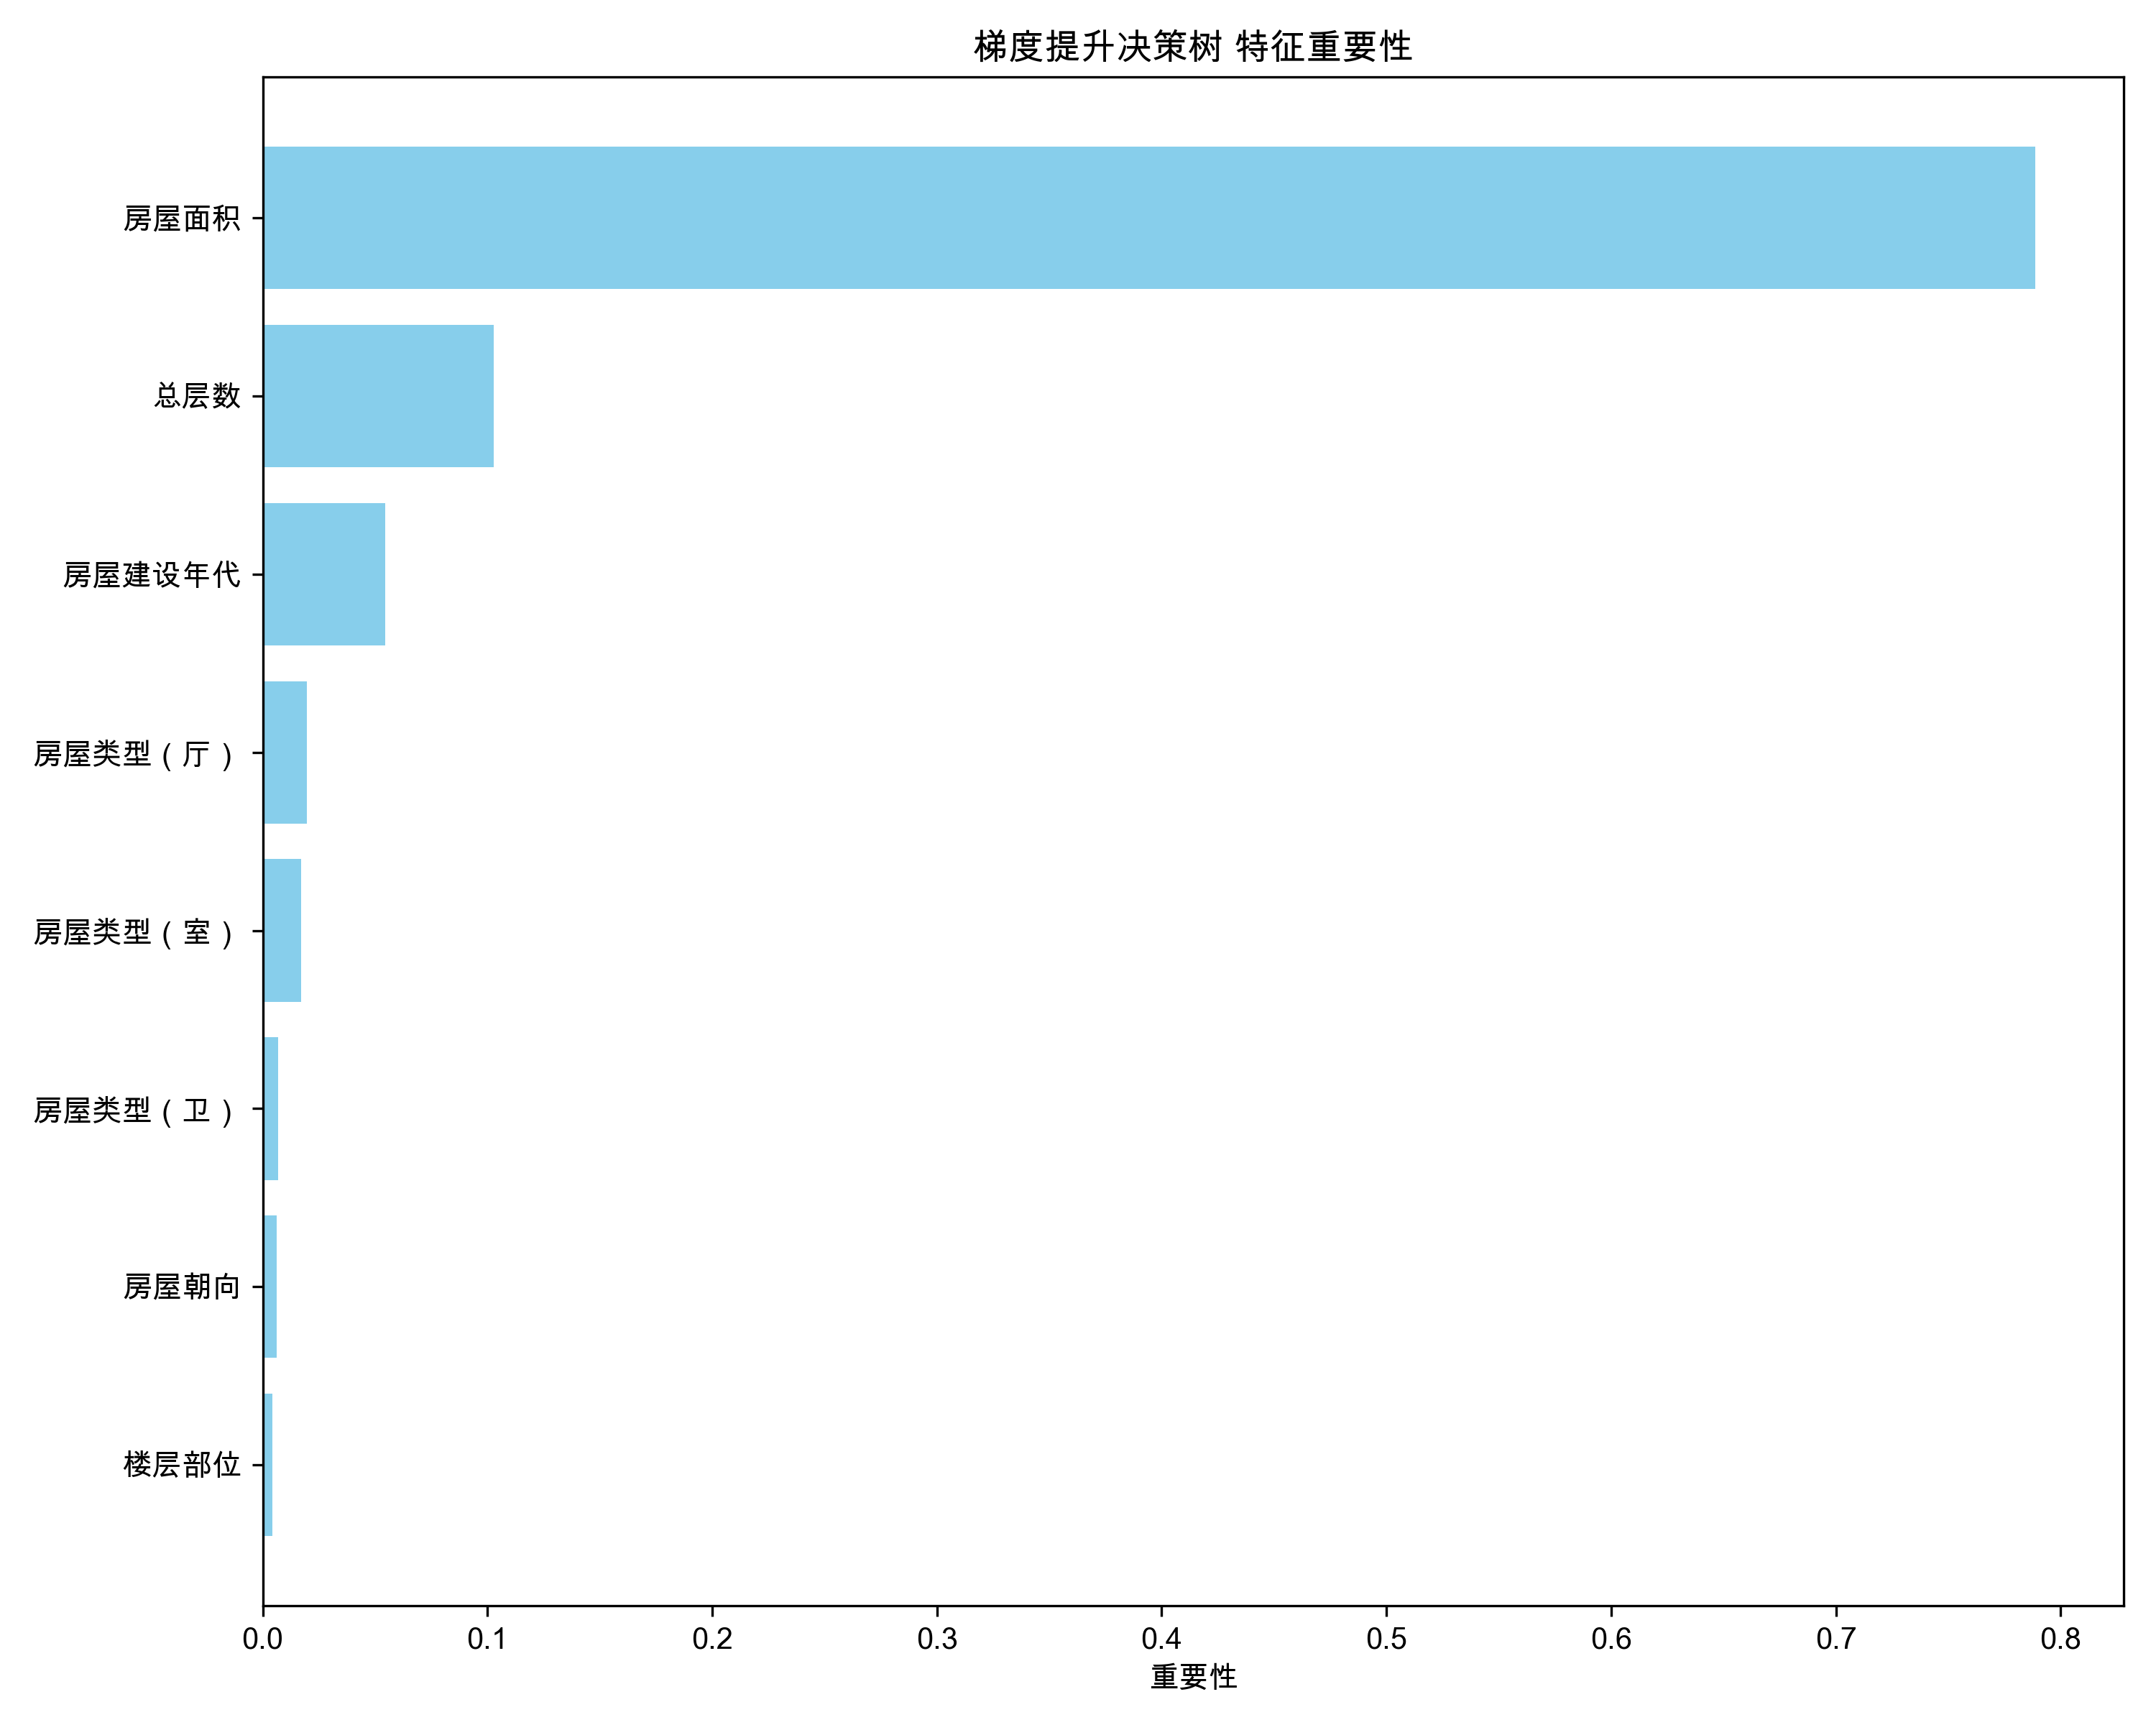 梯度提升决策树 特征重要性
房屋面积
总层数
房屋建设年代
房屋类型（厅）
房屋类型（室）
房屋类型（卫）
房屋朝向
楼层部位
0.0 0.1 0.2 0.3 0.4 0.5 0.6 0.7 0.8
重要性